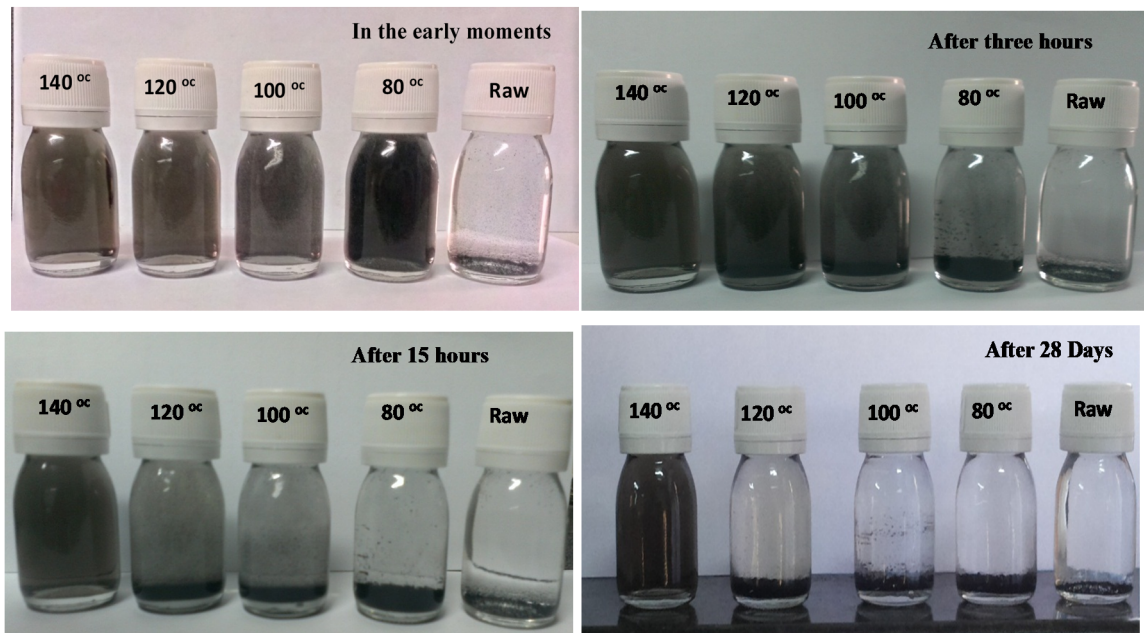 In the early moments
140 oc
120 oc
100 oc
80 oc
Raw
After three hours
140 oc
120 oc
100 oc
80 oc
Raw
After 15 hours
140 oc
120 oc
100 oc
80 oc
Raw
After 28 Days
140 oc
120 oc
100 oc
80 oc
Raw